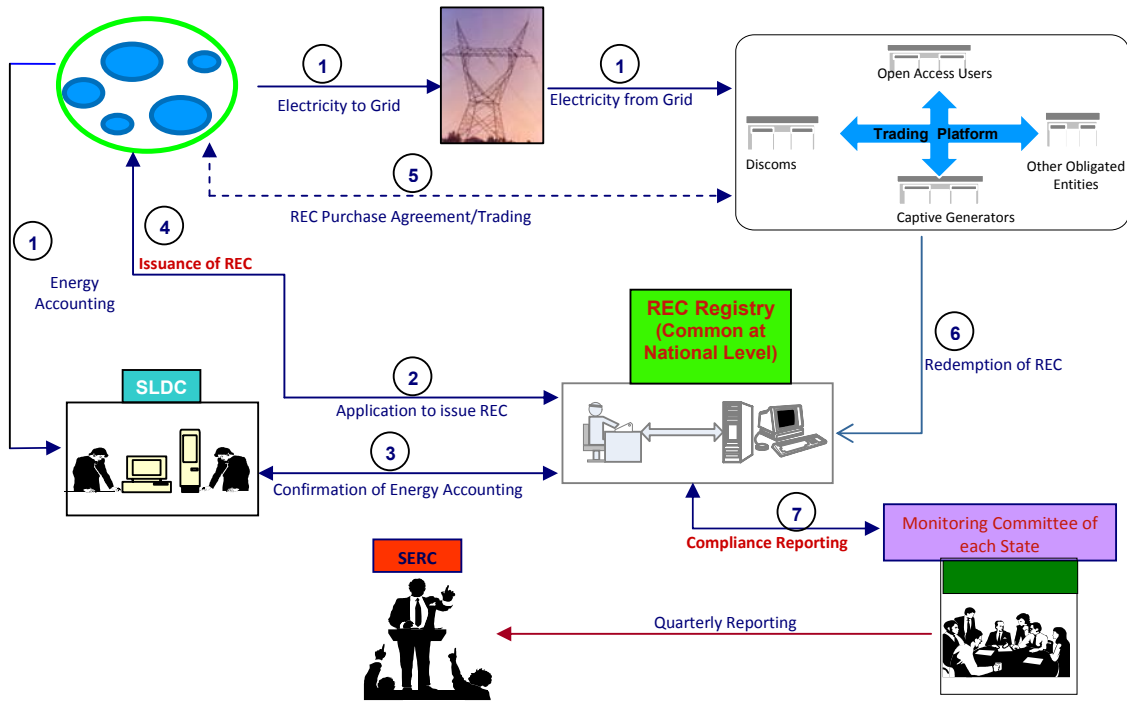 1
Electricity to Grid
1
Electricity from Grid
Open Access Users
Trading Platform
Discoms
Other Obligated
Entities
Captive Generators
5
REC Purchase Agreement/Trading
4
Issuance of REC
1
Energy
Accounting
REC Registry
(Common at
National Level)
6
Redemption of REC
2
Application to issue REC
SLDC
3
Confirmation of Energy Accounting
7
Compliance Reporting
Monitoring Committee of
each State
SERC
Quarterly Reporting